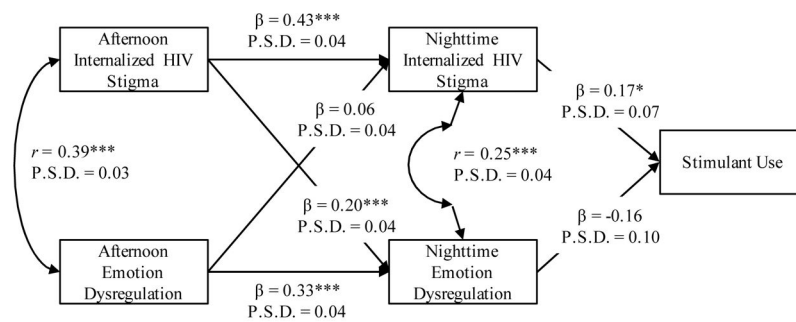 β = 0.43***
P.S.D. = 0.04
Afternoon
Internalized HIV
Stigma
Nighttime
Internalized HIV
Stigma
β = 0.06
P.S.D. = 0.04
β = 0.17*
P.S.D. = 0.07
r = 0.39***
P.S.D. = 0.03
r = 0.25***
P.S.D. = 0.04
Stimulant Use
β = 0.20***
P.S.D. = 0.04
β = -0.16
P.S.D. = 0.10
Afternoon
Emotion
Dysregulation
Nighttime
Emotion
Dysregulation
β = 0.33***
P.S.D. = 0.04